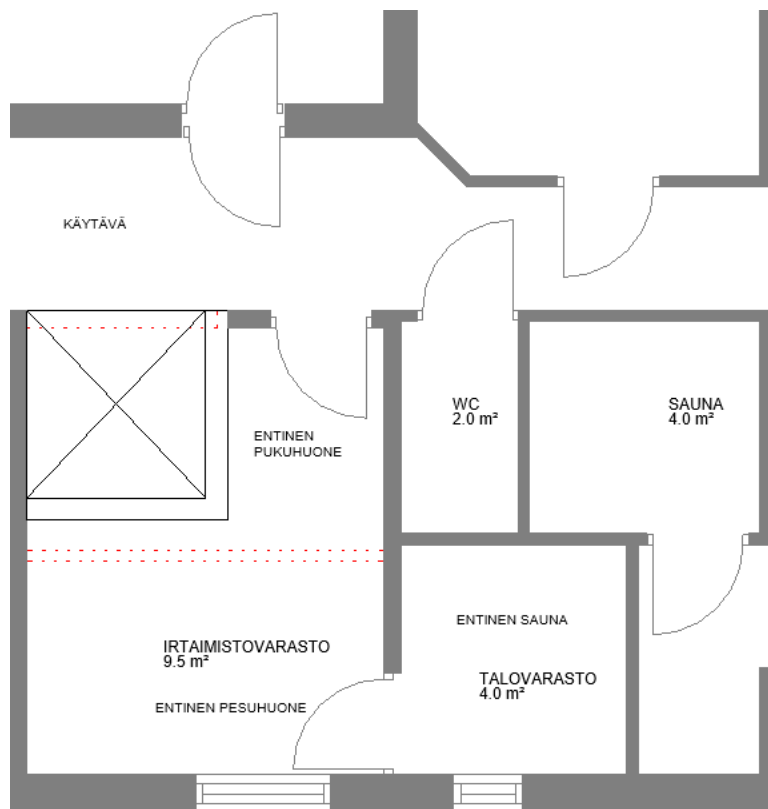 KÄYTÄVÄ
WC
2.0 m²
SAUNA
4.0 m²
ENTINEN
PUKUHUONE
ENTINEN SAUNA
IRTAIMISTOVARASTO
9.5 m²
TALOVARASTO
4.0 m²
ENTINEN PESUHUONE